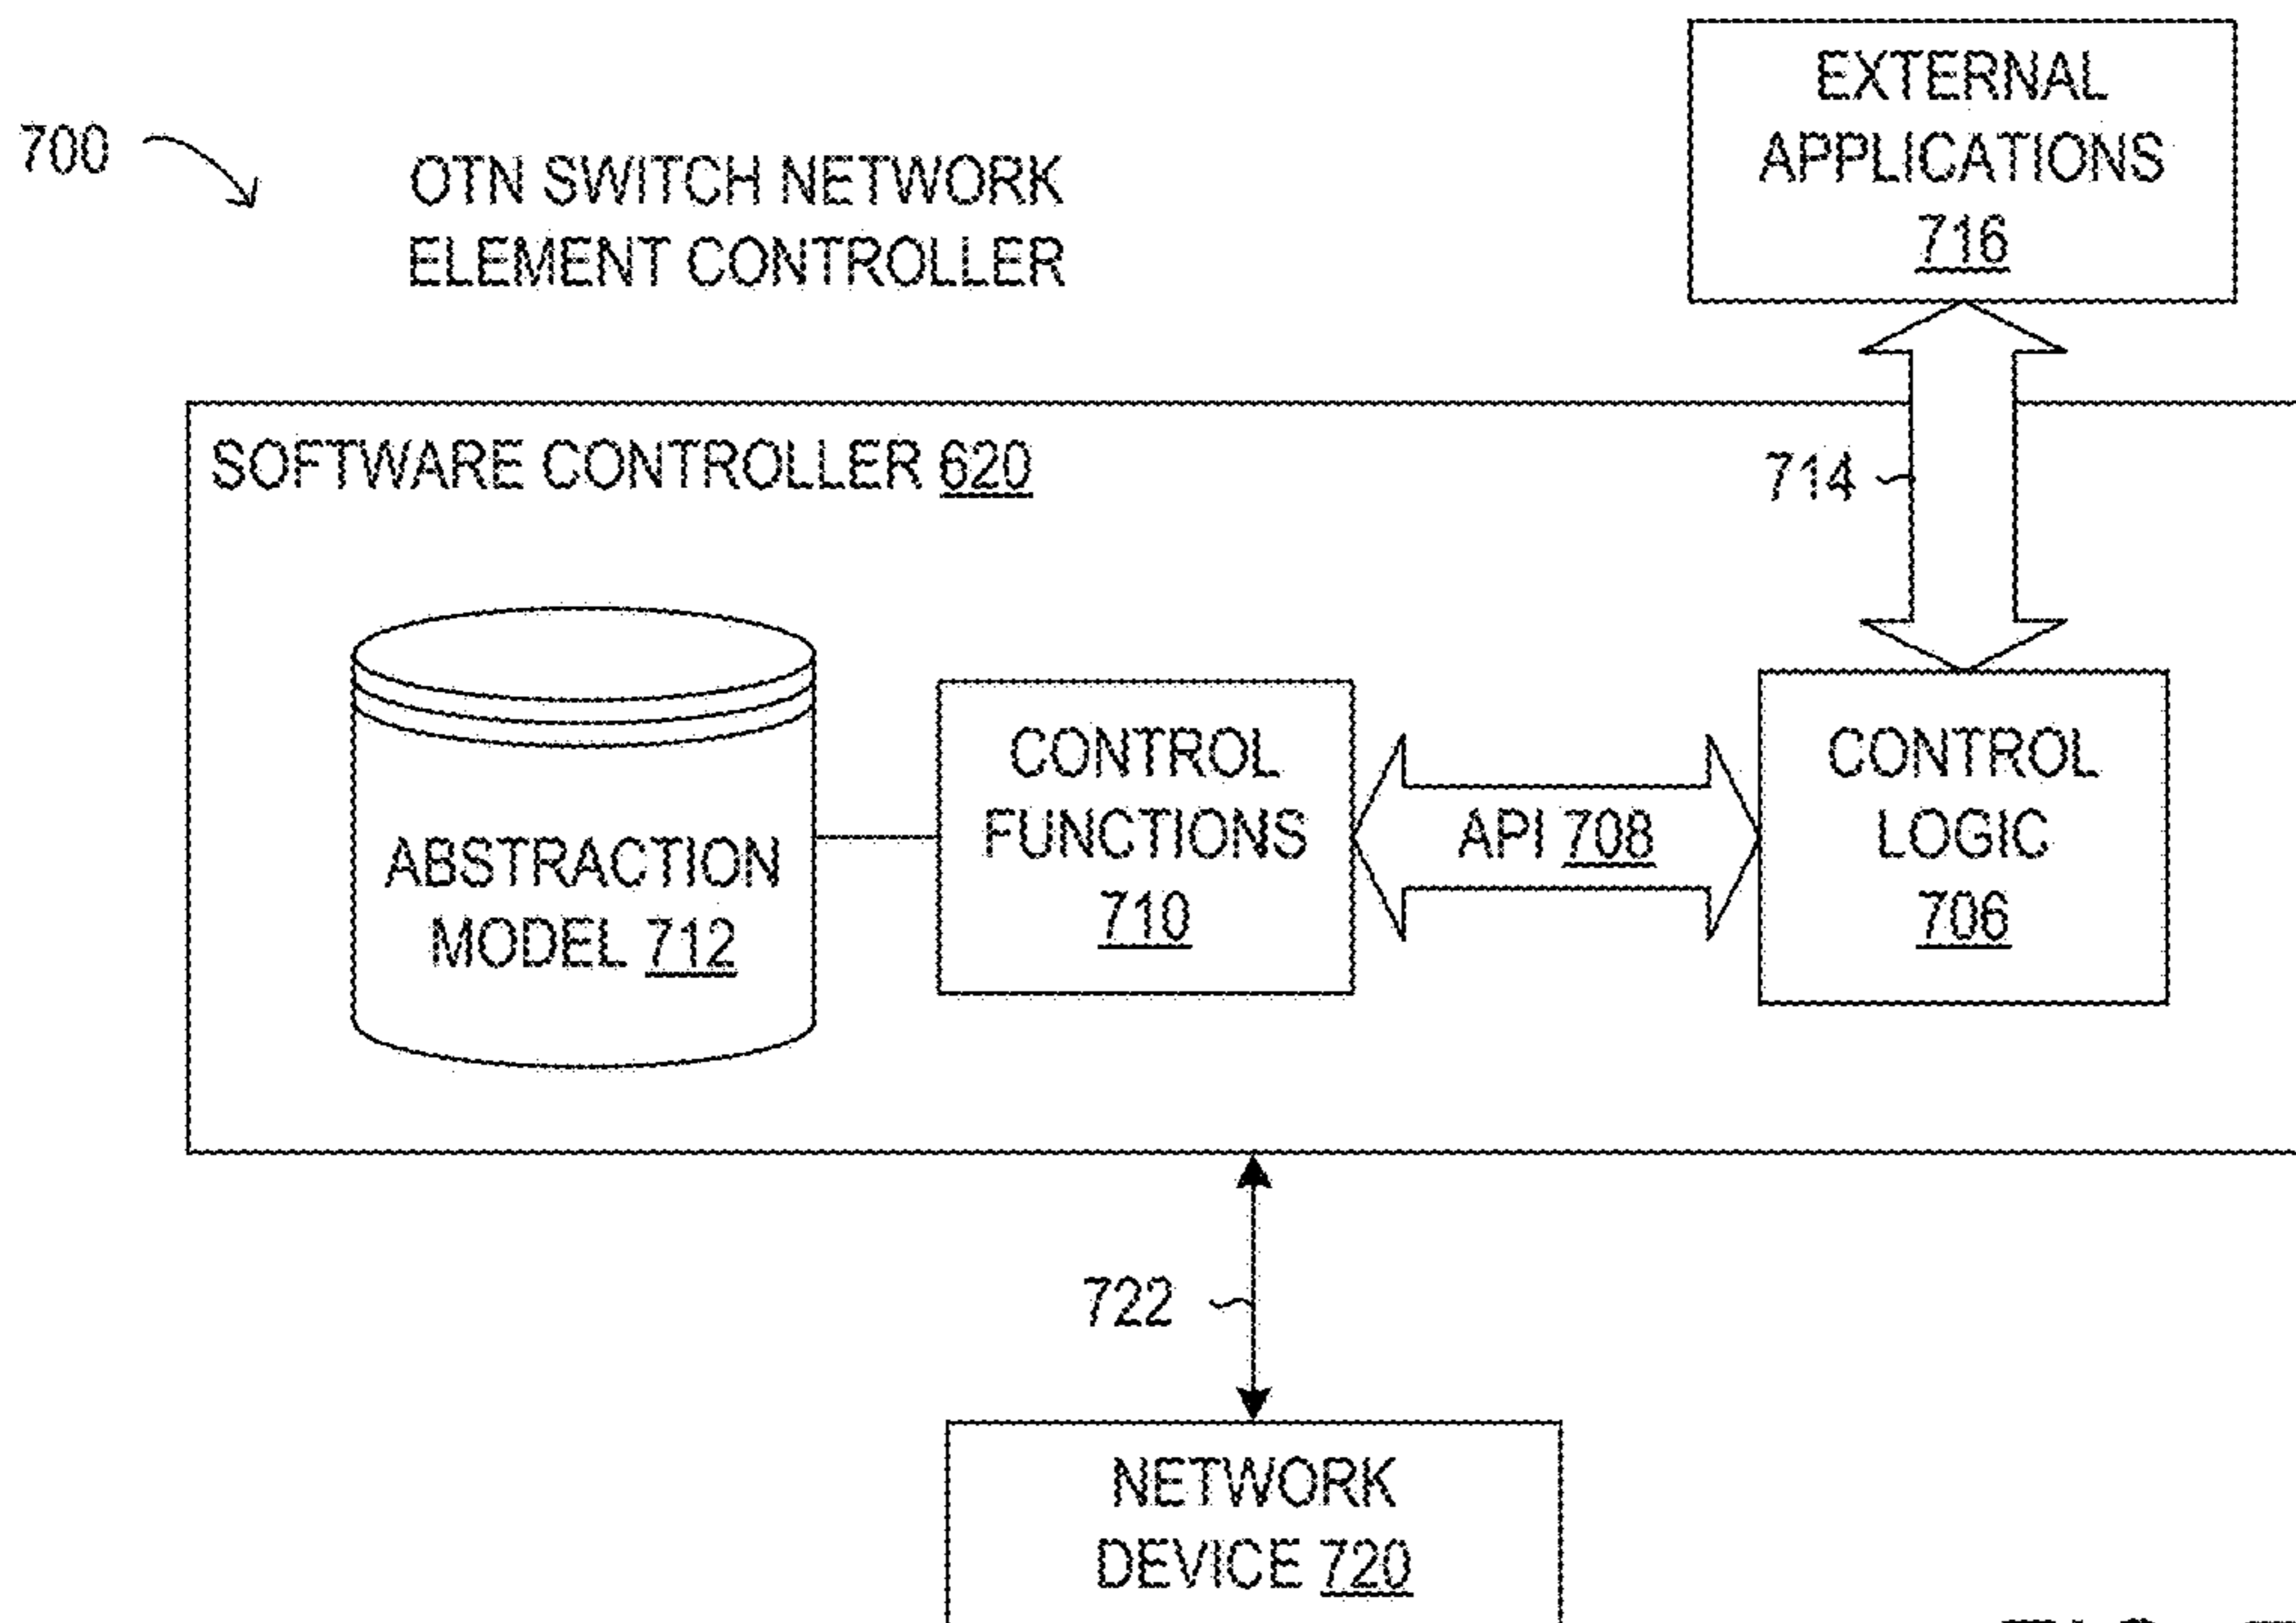 EXTERNAL
APPLICATIONS
716
700
OTN SWITCH NETWORK
ELEMENT CONTROLLER
SOFTWARE CONTROLLER 620
714
ABSTRACTION
MODEL 712
CONTROL
FUNCTIONS
710
API 708
CONTROL
LOGIC
706
722
NETWORK
DEVICE 720